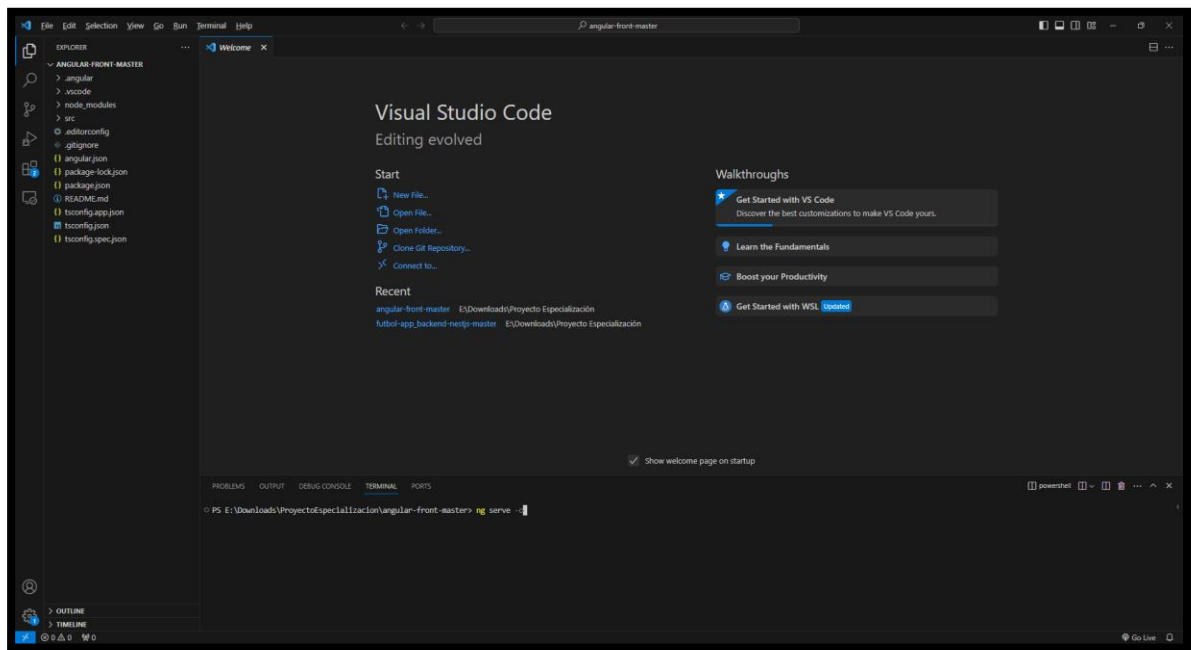 File Edit Selection View Go Run Terminal Help
angular-front-master
EXPLORER
Welcome
ANGULAR-FRONT-MASTER
.angular
.vscode
node_modules
src
.editorconfig
.gitignore
angular.json
package-lock.json
package.json
README.md
tsconfig.app.json
tsconfig.json
tsconfig.spec.json
Visual Studio Code
Editing evolved
Start
New File...
Open File...
Open Folder...
Clone Git Repository...
Connect to...
Recent
angular-front-master E:\Downloads\Proyecto Especialización
futbol-app_backend-nestjs-master E:\Downloads\Proyecto Especialización
Walkthroughs
Get Started with VS Code
Discover the best customizations to make VS Code yours.
Learn the Fundamentals
Boost your Productivity
Get Started with WSL Updated
Show welcome page on startup
PROBLEMS OUTPUT DEBUG CONSOLE TERMINAL PORTS
powershell
PS E:\Downloads\ProyectoEspecializacion\angular-front-master> ng serve -o
OUTLINE
TIMELINE
0 0 0
Go Live